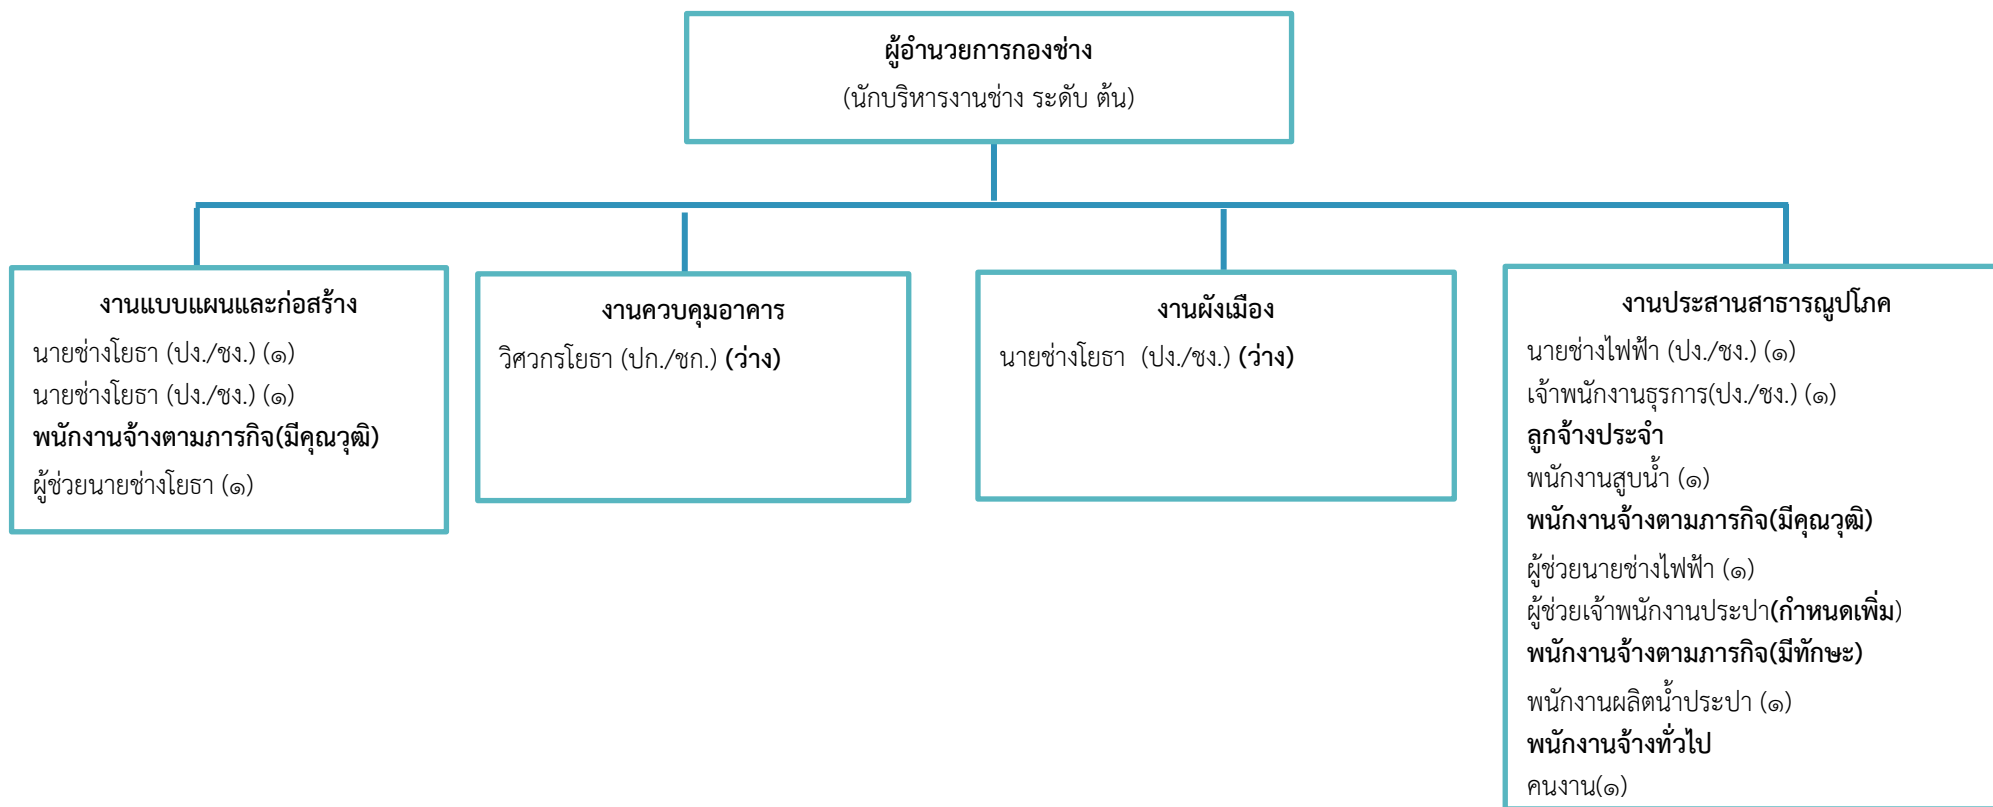 ผู้อำนวยการกองช่าง
(นักบริหารงานช่าง ระดับ ต้น)
งานแบบแผนและก่อสร้าง
นายช่างโยธา (ปง./ชง.) (๑)
นายช่างโยธา (ปง./ชง.) (๑)
พนักงานจ้างตามภารกิจ(มีคุณวุฒิ)
ผู้ช่วยนายช่างโยธา (๑)
งานควบคุมอาคาร
วิศวกรโยธา (ปก./ชก.) (ว่าง)
งานผังเมือง
นายช่างโยธา  (ปง./ชง.) (ว่าง)
งานประสานสาธารณูปโภค
นายช่างไฟฟ้า (ปง./ชง.) (๑)
เจ้าพนักงานธุรการ(ปง./ชง.) (๑)
ลูกจ้างประจำ
พนักงานสูบน้ำ (๑)
พนักงานจ้างตามภารกิจ(มีคุณวุฒิ)
ผู้ช่วยนายช่างไฟฟ้า (๑)
ผู้ช่วยเจ้าพนักงานประปา(กำหนดเพิ่ม)
พนักงานจ้างตามภารกิจ(มีทักษะ)
พนักงานผลิตน้ำประปา (๑)
พนักงานจ้างทั่วไป
คนงาน(๑)